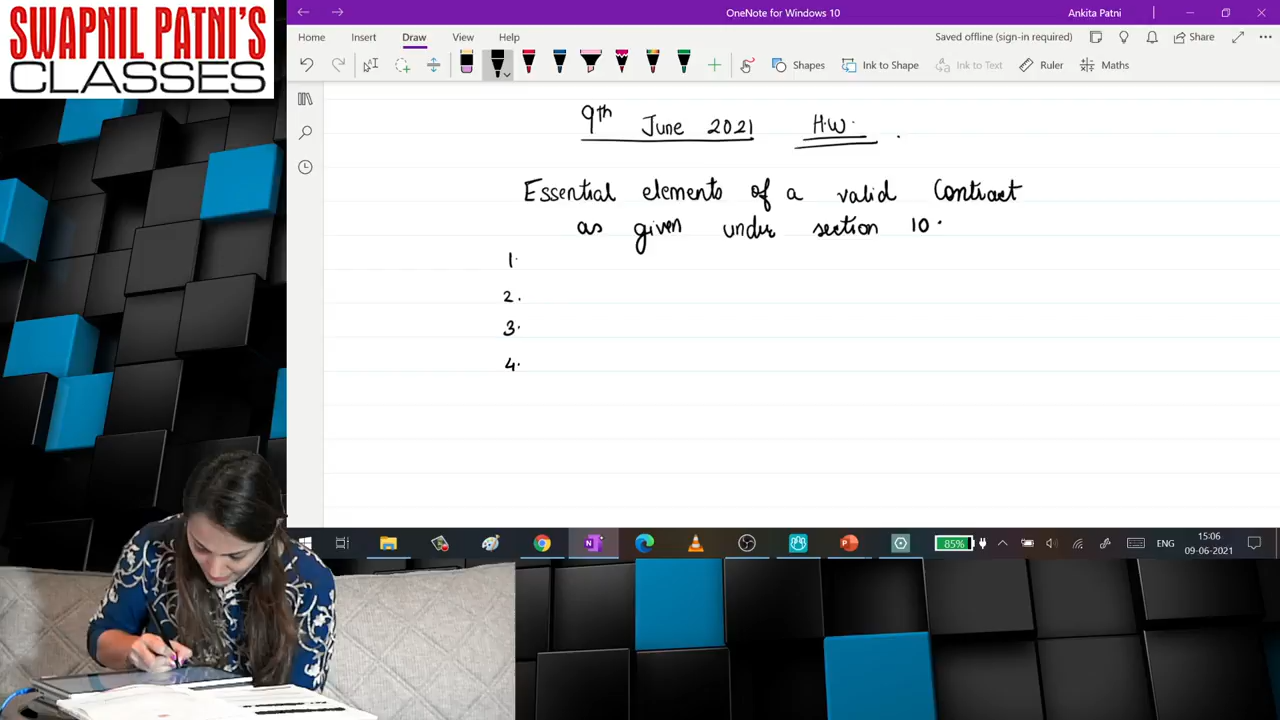 SWAPNIL PATNI'S
CLASSES
OneNote for Windows 10
Ankita Patni
Home Insert Draw View Help
Saved offline (sign-in required)
Share
Shapes
Ink to Shape
Ink to Text
Ruler
Maths
9th June 2021 H.W.
Essential elements of a valid Contract
as given under section 10.
1.
2.
3.
4.
85%
ENG
15:06
09-06-2021